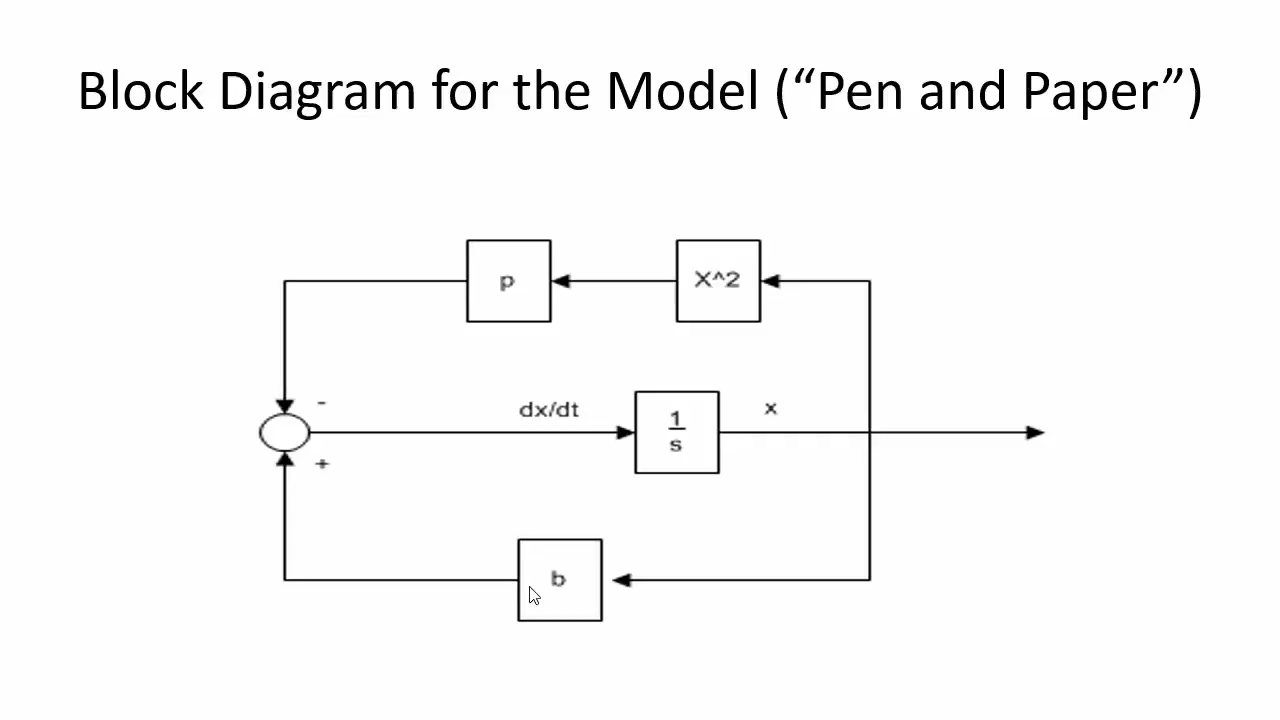 Block Diagram for the Model (“Pen and Paper”)
p
X^2
-
dx/dt
1
s
x
+
b